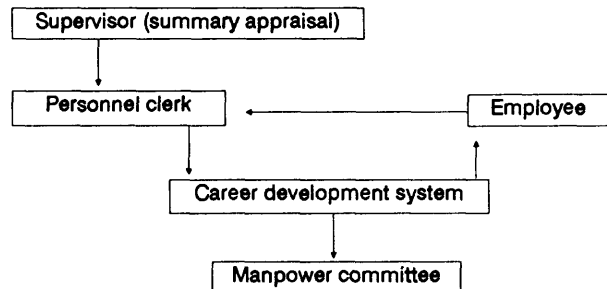 Supervisor (summary appraisal)
Personnel clerk
Employee
Career development system
Manpower committee